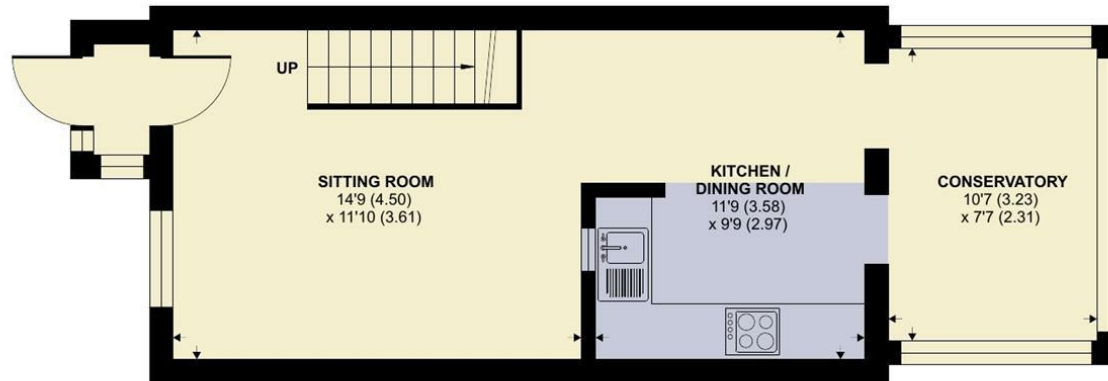 UP
SITTING ROOM
14'9 (4.50)
x 11'10 (3.61)
KITCHEN /
DINING ROOM
11'9 (3.58)
x 9'9 (2.97)
CONSERVATORY
10'7 (3.23)
x 7'7 (2.31)